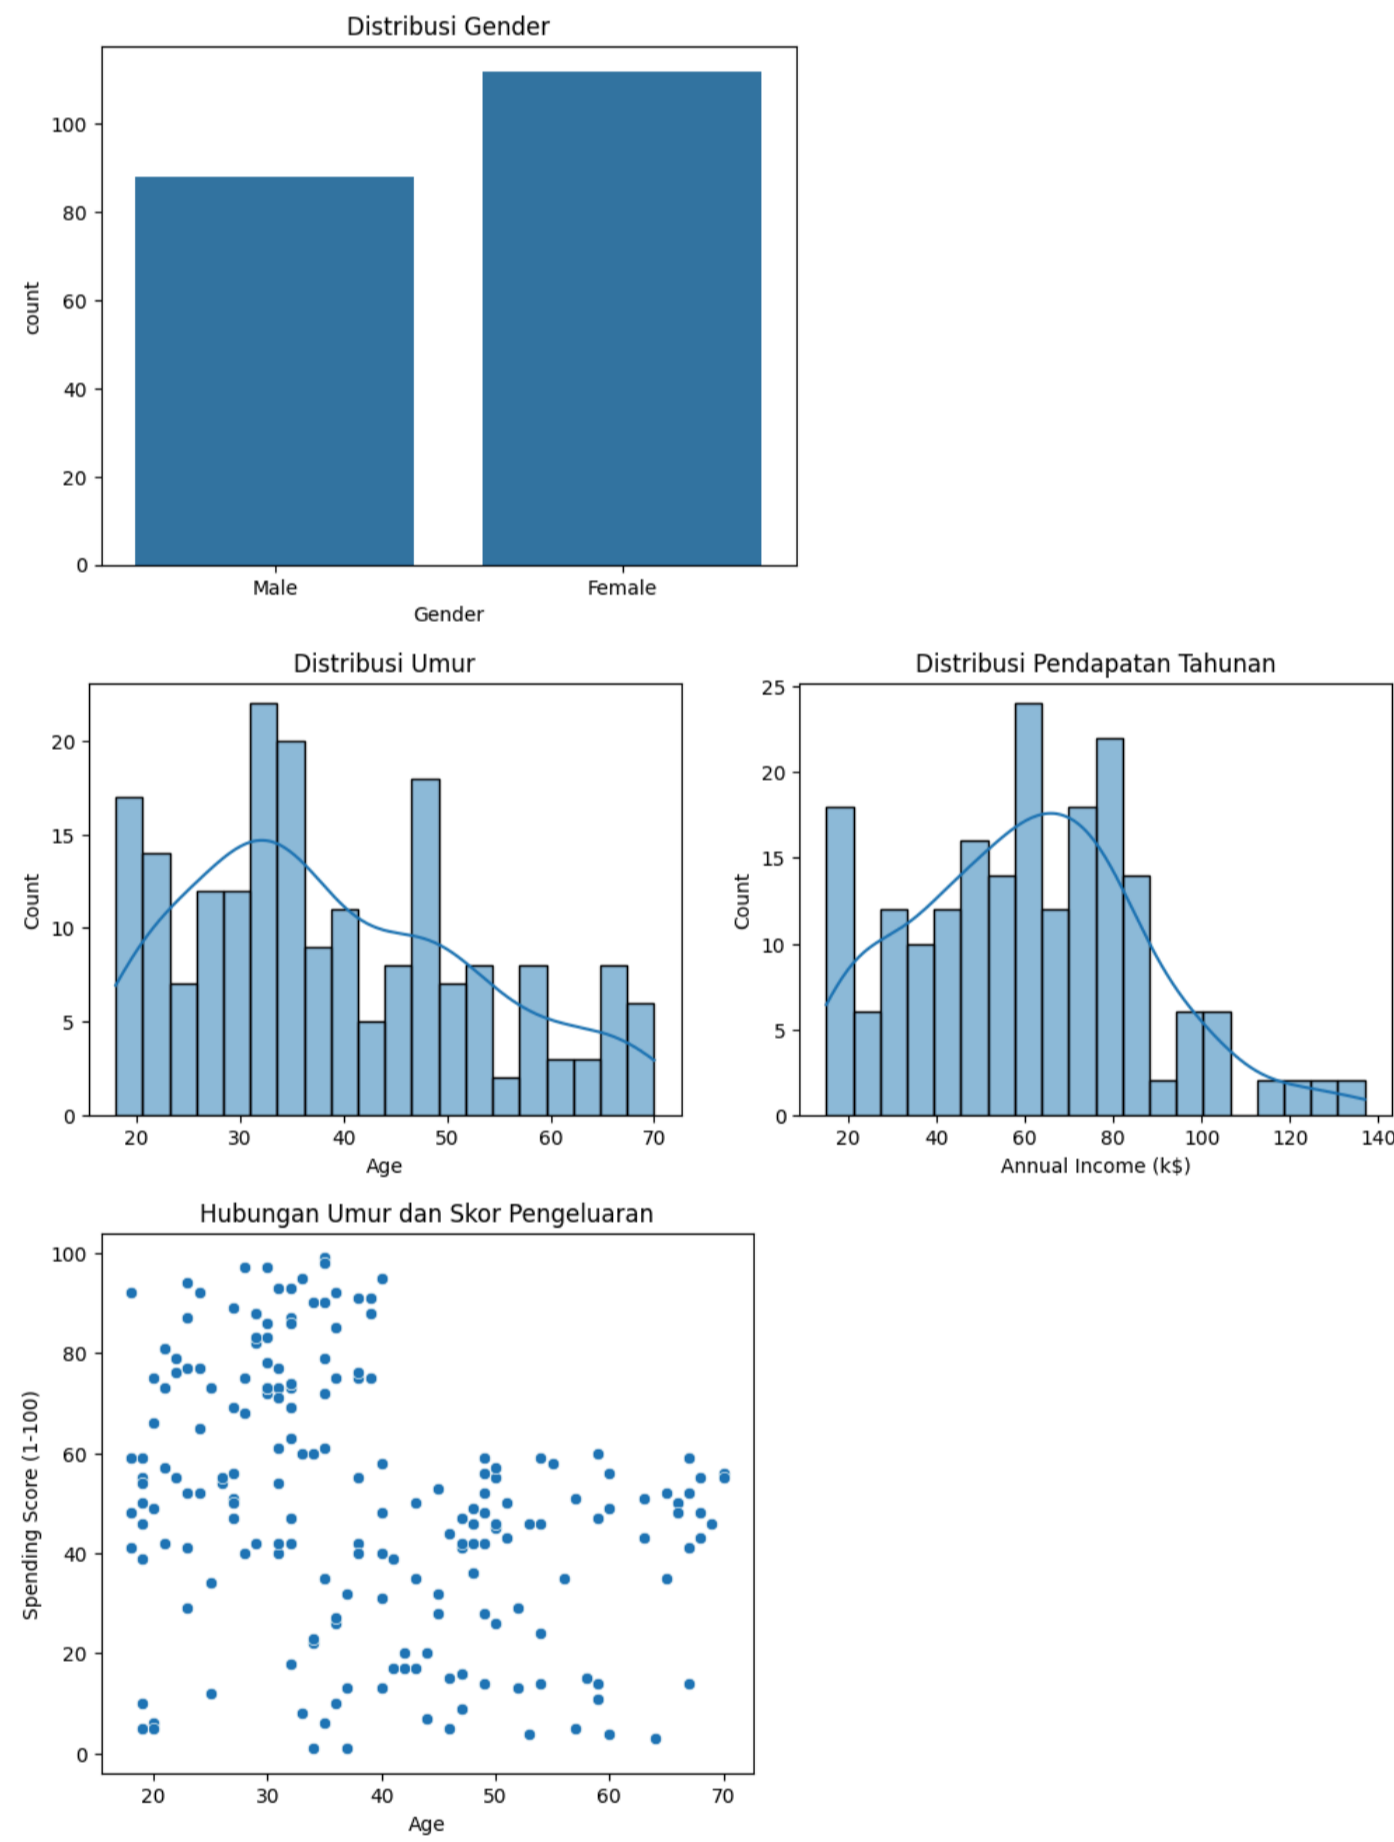 Distribusi Gender
100
80
60
40
20
0
count
Male Female
Gender
Distribusi Umur
20
15
10
5
0
Count
20 30 40 50 60 70
Age
Distribusi Pendapatan Tahunan
25
20
15
10
5
0
Count
20 40 60 80 100 120 140
Annual Income (k$)
Hubungan Umur dan Skor Pengeluaran
100
80
60
40
20
0
Spending Score (1-100)
20 30 40 50 60 70
Age